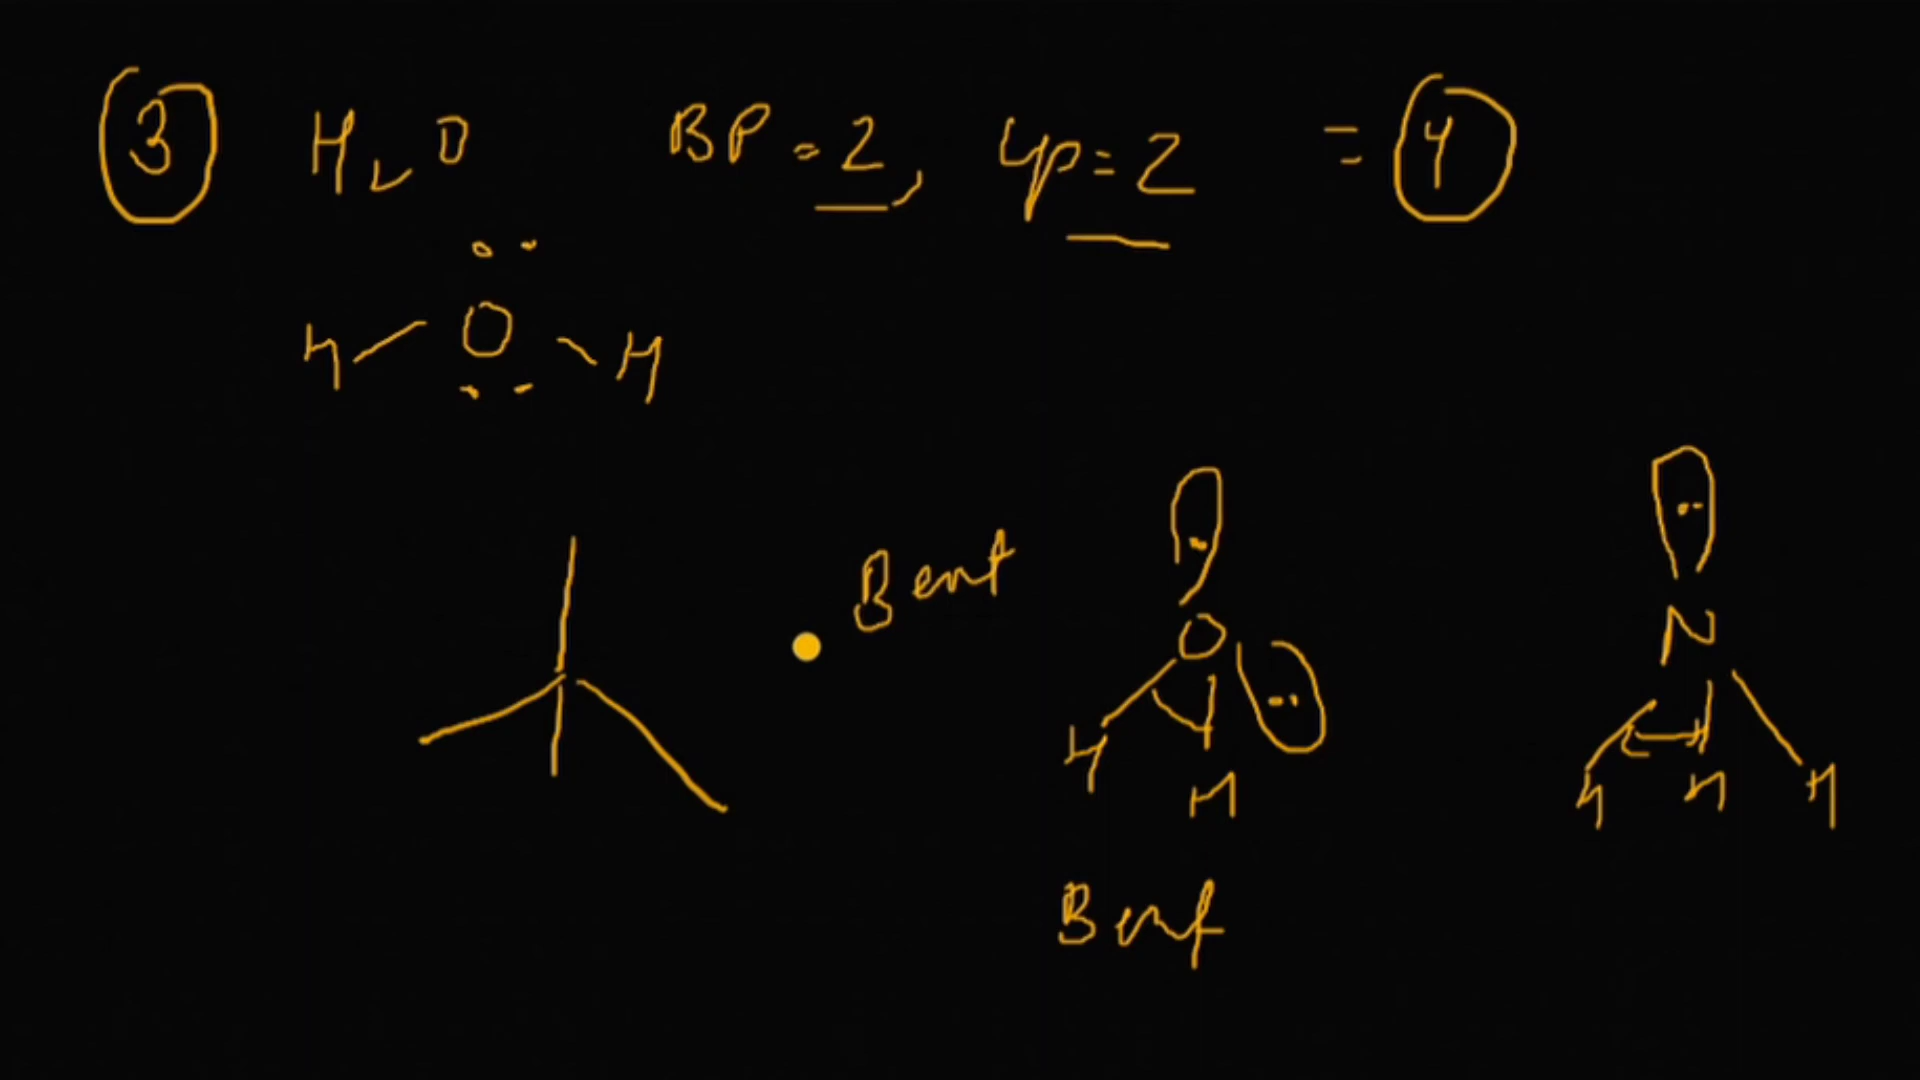 3 H2O BP=2, lp=2 = 4
H O H
Bent
O
H H
N
H H H
Bent